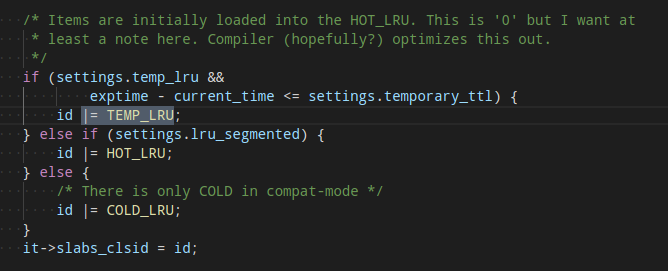 /* Items are initially loaded into the HOT_LRU. This is '0' but I want at
* least a note here. Compiler (hopefully?) optimizes this out.
*/
if (settings.temp_lru &&
exptime - current_time <= settings.temporary_ttl) {
id |= TEMP_LRU;
} else if (settings.lru_segmented) {
id |= HOT_LRU;
} else {
/* There is only COLD in compat-mode */
id |= COLD_LRU;
}
it->slabs_clsid = id;